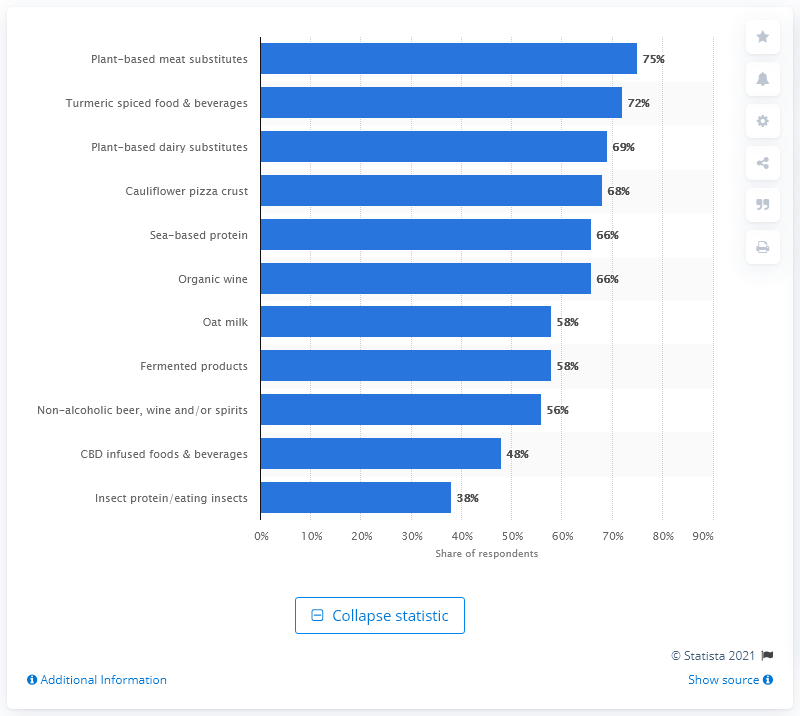 Plant-based meat substitutes 75%
Turmeric spiced food & beverages 72%
Plant-based dairy substitutes 69%
Cauliflower pizza crust 68%
Sea-based protein 66%
Organic wine 66%
Oat milk 58%
Fermented products 58%
Non-alcoholic beer, wine and/or spirits 56%
CBD infused foods & beverages 48%
Insect protein/eating insects 38%
0% 10% 20% 30% 40% 50% 60% 70% 80% 90%
Share of respondents
Collapse statistic
© Statista 2021
Additional Information Show source